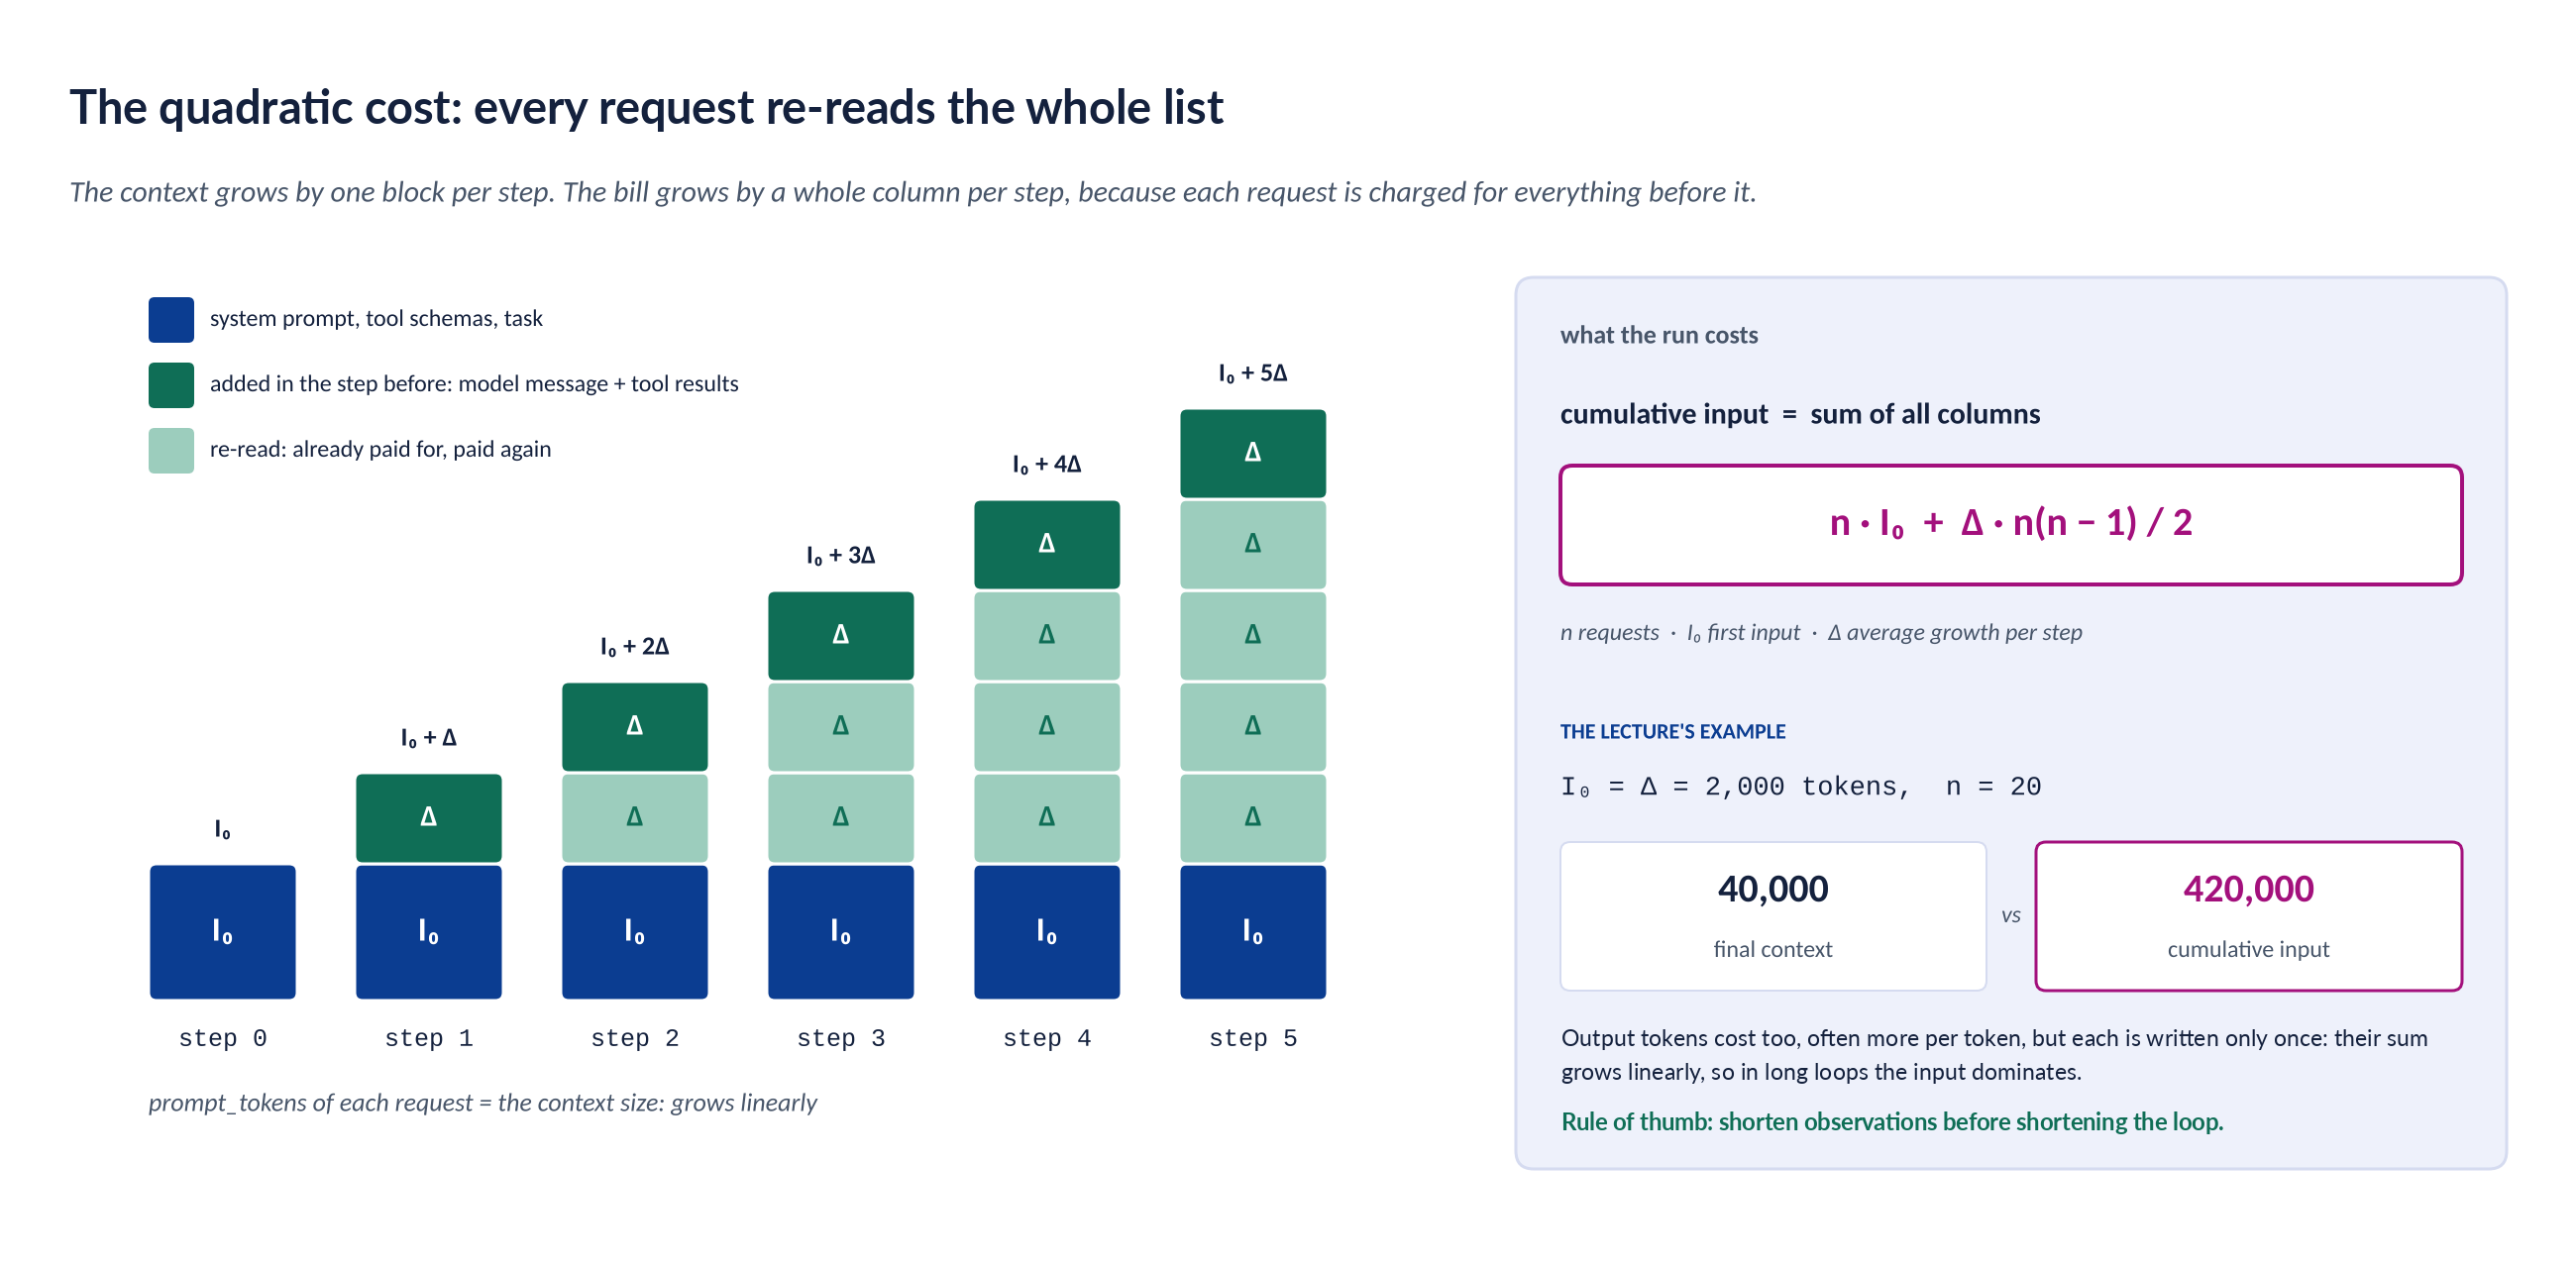 The quadratic cost: every request re-reads the whole list
The context grows by one block per step. The bill grows by a whole column per step, because each request is charged for everything before it.
system prompt, tool schemas, task
added in the step before: model message + tool results
re-read: already paid for, paid again
I₀
I₀
step 0
I₀ + Δ
Δ
I₀
step 1
I₀ + 2Δ
Δ
Δ
I₀
step 2
I₀ + 3Δ
Δ
Δ
Δ
I₀
step 3
I₀ + 4Δ
Δ
Δ
Δ
Δ
I₀
step 4
I₀ + 5Δ
Δ
Δ
Δ
Δ
Δ
I₀
step 5
prompt_tokens of each request = the context size: grows linearly
what the run costs
cumulative input = sum of all columns
n · I₀ + Δ · n(n − 1) / 2
n requests · I₀ first input · Δ average growth per step
THE LECTURE'S EXAMPLE
I₀ = Δ = 2,000 tokens, n = 20
40,000
final context
vs
420,000
cumulative input
Output tokens cost too, often more per token, but each is written only once: their sum
grows linearly, so in long loops the input dominates.
Rule of thumb: shorten observations before shortening the loop.